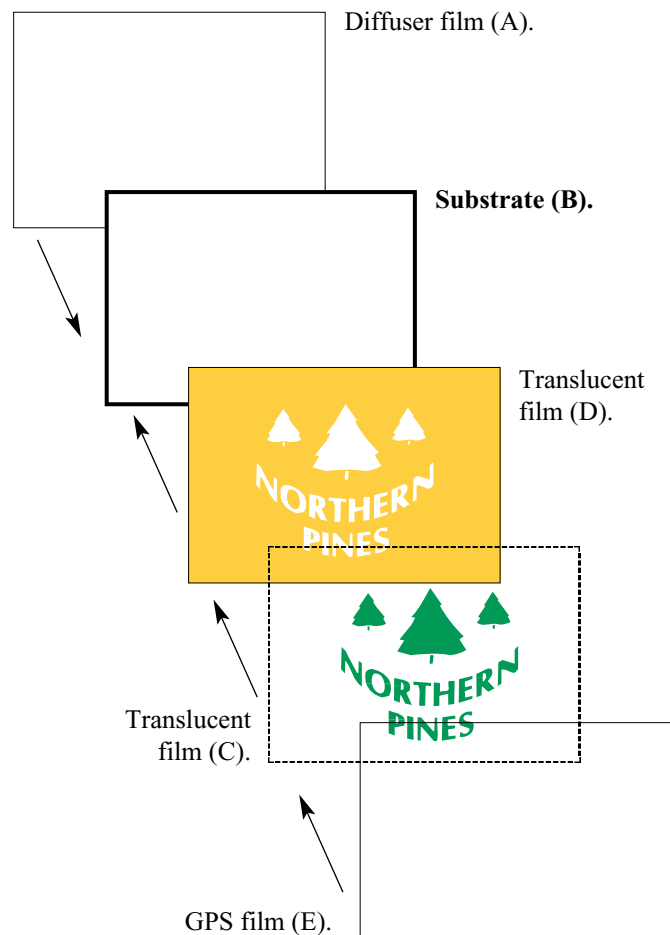 Diffuser film (A).
Substrate (B).
Translucent
film (D).
NORTHERN
PINES
NORTHERN
PINES
Translucent
film (C).
GPS film (E).